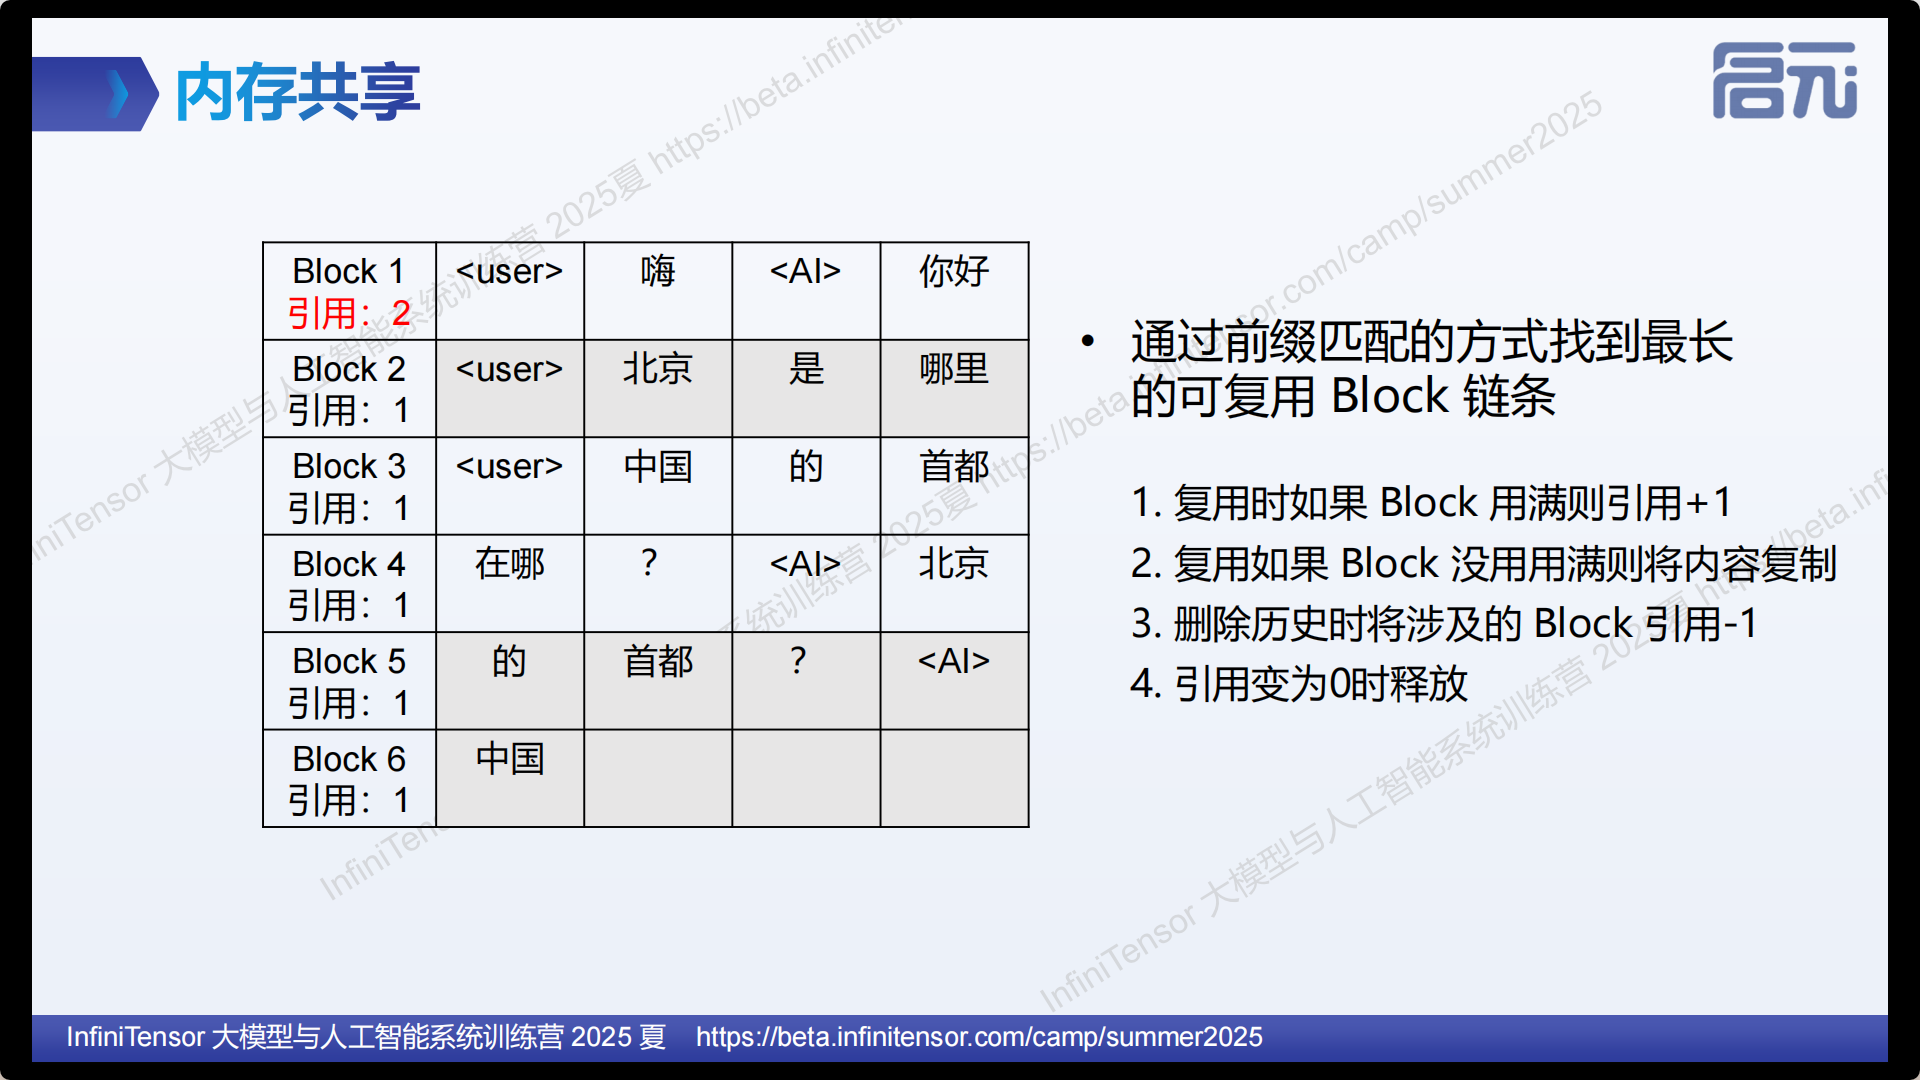 内存共享
启元
Block 1 <user> 嗨 <AI> 你好
引用：2
Block 2 <user> 北京 是 哪里
引用：1
Block 3 <user> 中国 的 首都
引用：1
Block 4 在哪 ？ <AI> 北京
引用：1
Block 5 的 首都 ？ <AI>
引用：1
Block 6 中国
引用：1
• 通过前缀匹配的方式找到最长
的可复用 Block 链条
1. 复用时如果 Block 用满则引用+1
2. 复用如果 Block 没用用满则将内容复制
3. 删除历史时将涉及的 Block 引用-1
4. 引用变为0时释放
InfiniTensor 大模型与人工智能系统训练营 2025夏 https://beta.infinitensor.com/camp/summer2025
InfiniTensor 大模型与人工智能系统训练营 2025 夏 https://beta.infinitensor.com/camp/summer2025